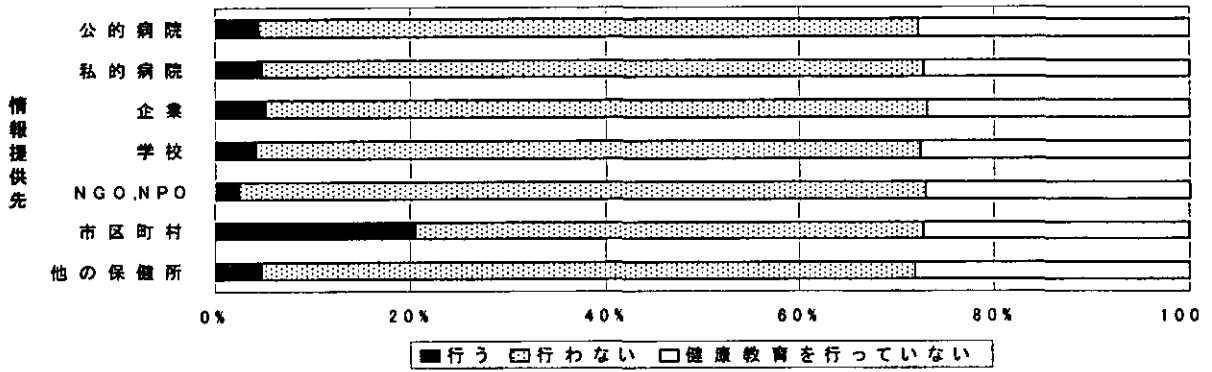 情報提供先
公的病院
私的病院
企業
学校
NGO,NPO
市区町村
他の保健所
0% 20% 40% 60% 80% 100
■行う □行わない □健康教育を行っていない